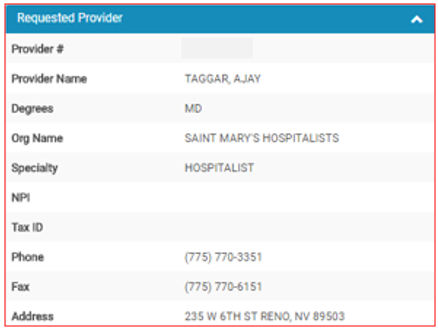 Requested Provider
Provider #
Provider Name TAGGAR, AJAY
Degrees MD
Org Name SAINT MARY'S HOSPITALISTS
Specialty HOSPITALIST
NPI
Tax ID
Phone (775) 770-3351
Fax (775) 770-6151
Address 235 W 6TH ST RENO, NV 89503